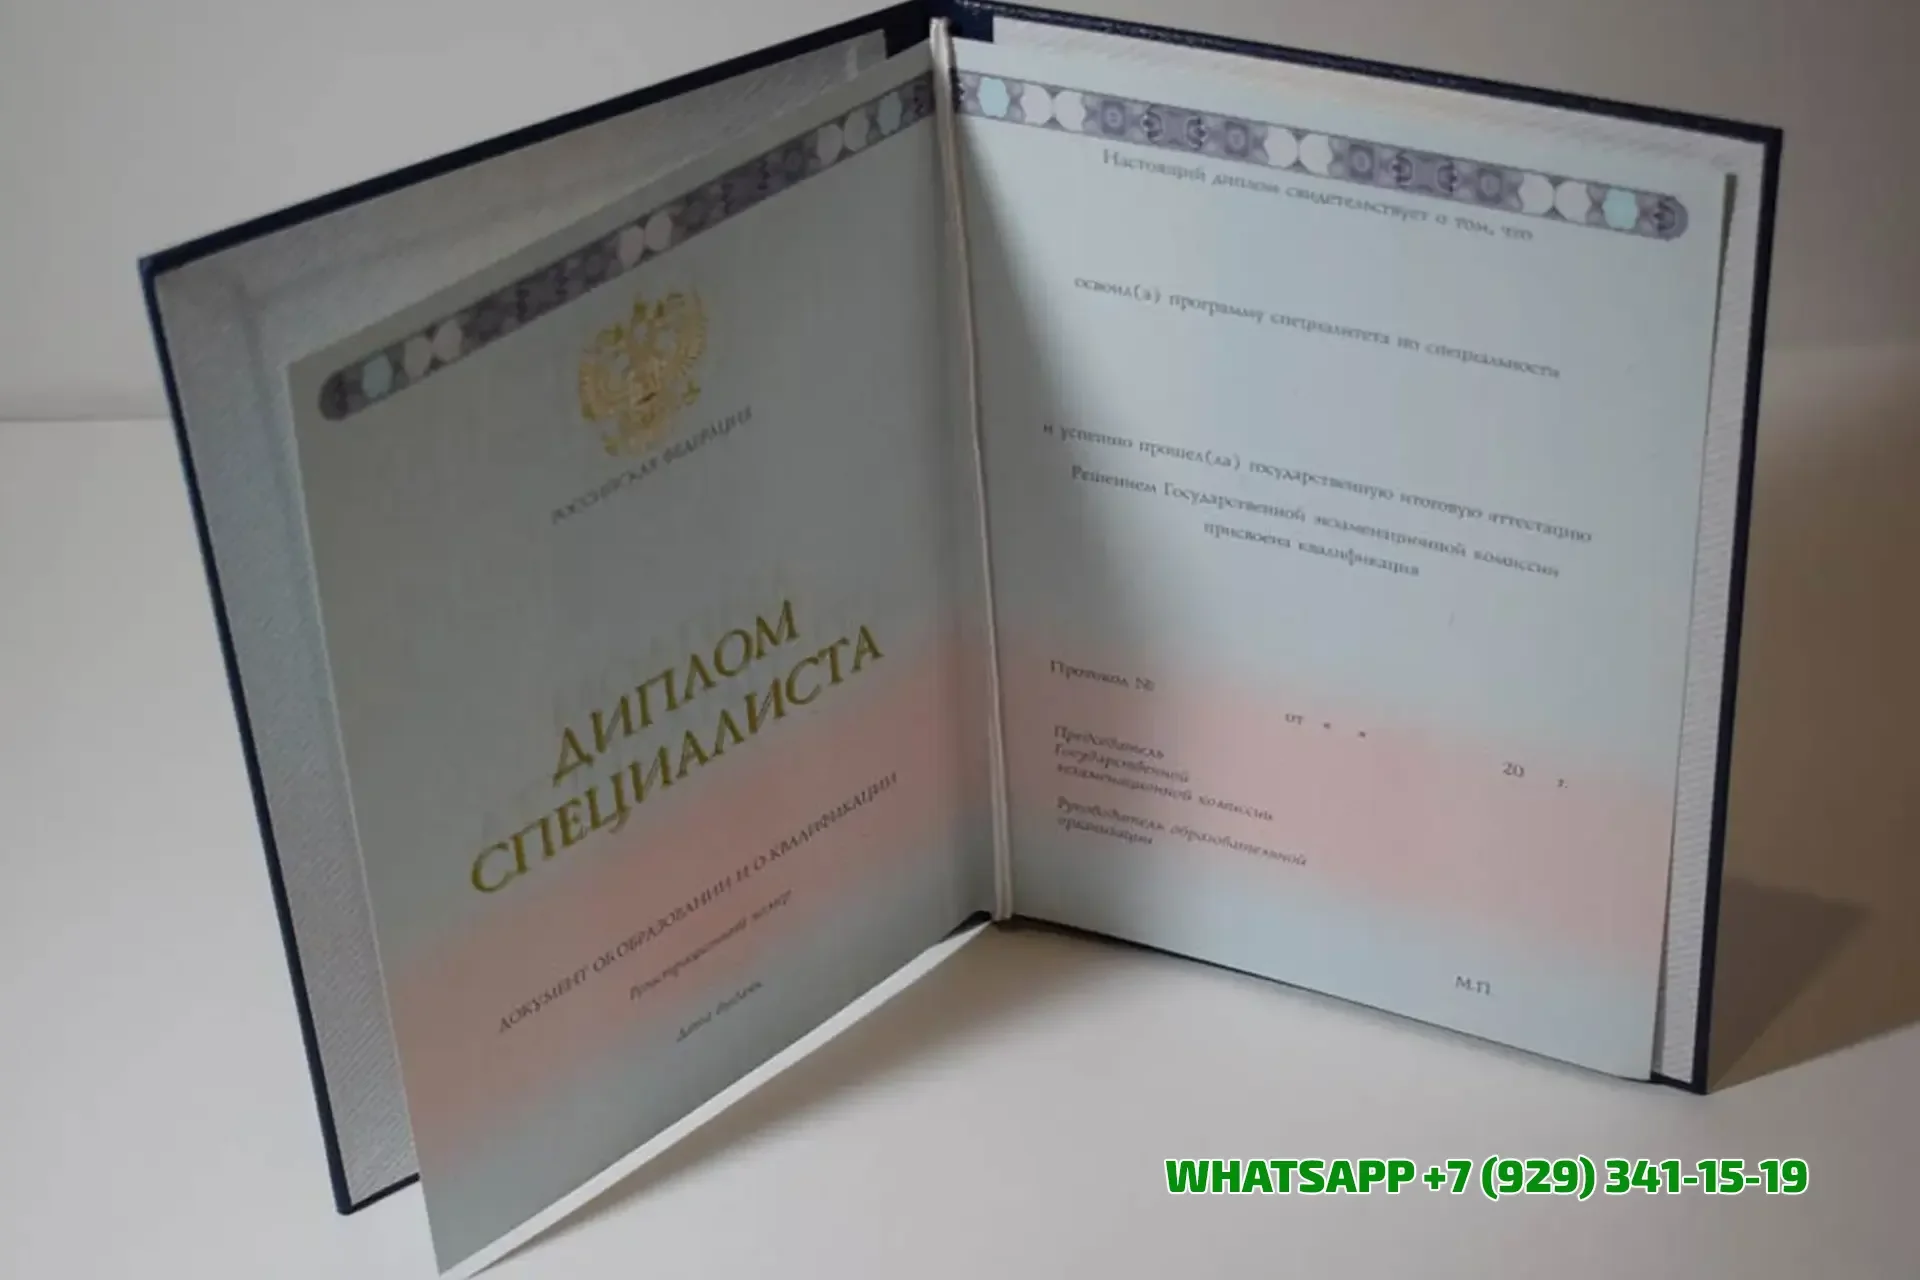 РОССИЙСКАЯ ФЕДЕРАЦИЯ
ДИПЛОМ
СПЕЦИАЛИСТА
ДОКУМЕНТ ОБ ОБРАЗОВАНИИ И О КВАЛИФИКАЦИИ
Регистрационный номер
Дата выдачи
Настоящий диплом свидетельствует о том, что
освоил(а) программу специалитета по специальности
и успешно прошел(ла) государственную итоговую аттестацию
Решением Государственной экзаменационной комиссии
присвоена квалификация
Протокол №
от « »
20 г.
Председатель
Государственной
экзаменационной комиссии
Руководитель образовательной
организации
М.П.
WHATSAPP +7 (929) 341-15-19